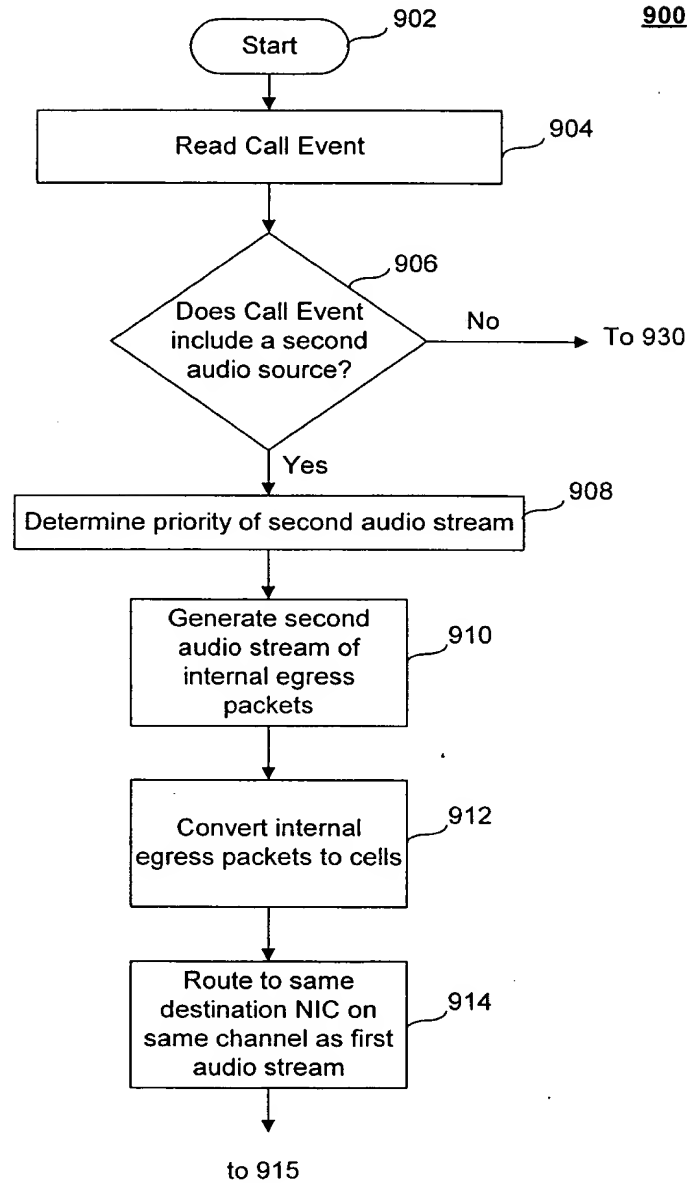 900
Start
902
Read Call Event
904
906
Does Call Event
include a second
audio source?
No
To 930
Yes
908
Determine priority of second audio stream
Generate second
audio stream of
internal egress
packets
910
Convert internal
egress packets to cells
912
Route to same
destination NIC on
same channel as first
audio stream
914
to 915